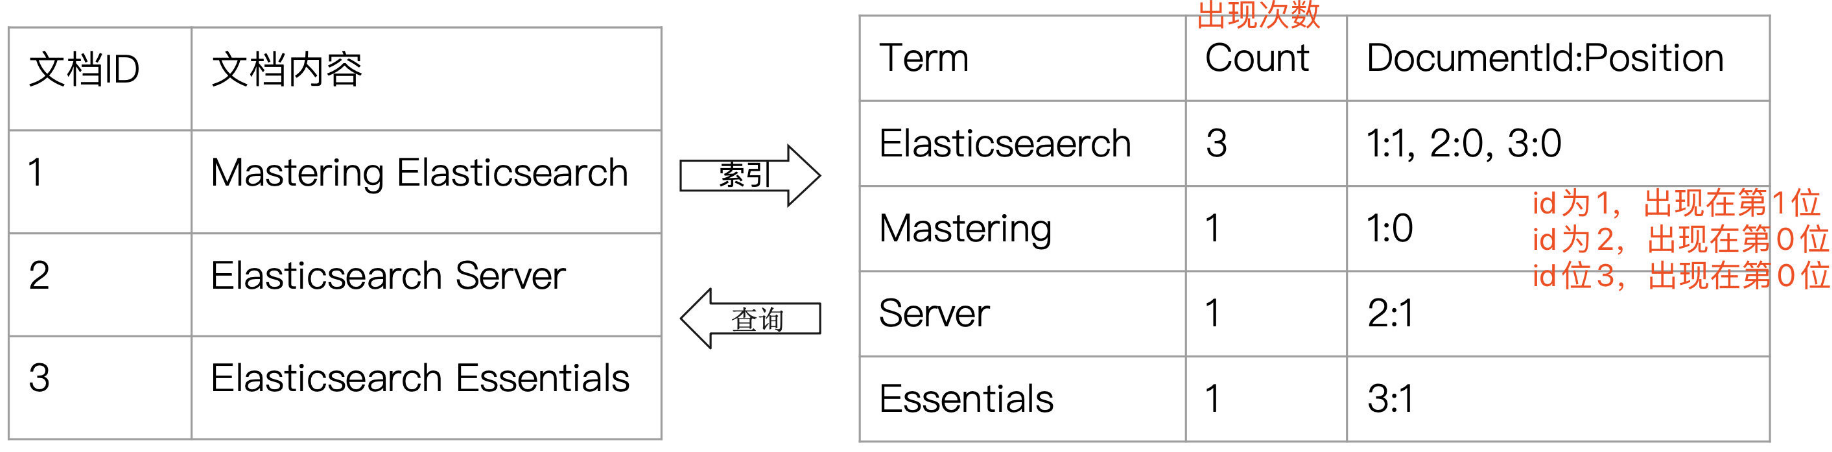 文档ID 文档内容
1 Mastering Elasticsearch
2 Elasticsearch Server
3 Elasticsearch Essentials
索引
查询
出现次数
Term Count DocumentId:Position
Elasticseaerch 3 1:1, 2:0, 3:0
Mastering 1 1:0
Server 1 2:1
Essentials 1 3:1
id为1，出现在第1位
id为2，出现在第0位
id位3，出现在第0位